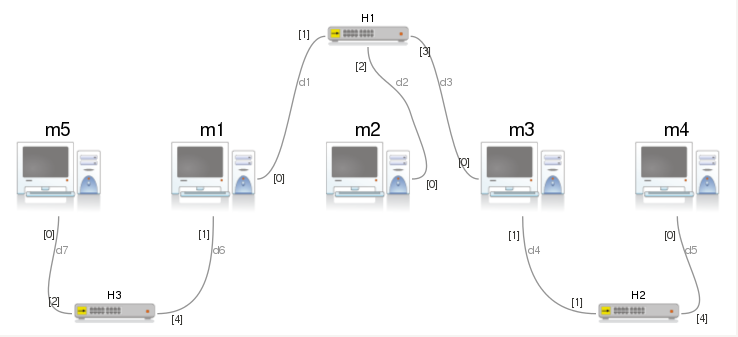 H1
[1]
[3]
[2]
d1
d2
d3
m5
m1
m2
m3
m4
[0]
[0]
[0]
[0]
[1]
[1]
[0]
d7
d6
d4
d5
H3
H2
[2]
[4]
[1]
[4]